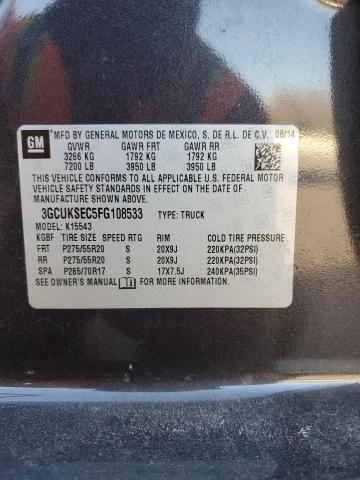 GM
MFD BY GENERAL MOTORS DE MEXICO, S. DE R.L. DE C.V. 08/14
GVWR GAWR FRT GAWR RR
3266 KG 1792 KG 1792 KG
7200 LB 3950 LB 3950 LB
THIS VEHICLE CONFORMS TO ALL APPLICABLE U.S. FEDERAL MOTOR
VEHICLE SAFETY STANDARDS IN EFFECT ON THE DATE OF
MANUFACTURE SHOWN ABOVE.
3GCUKSEC5FG108533 TYPE: TRUCK
MODEL: K15543
KGBF TIRE SIZE SPEED RTG RIM COLD TIRE PRESSURE
FRT P275/55R20 S 20X9J 220KPA(32PSI)
RR P275/55R20 S 20X9J 220KPA(32PSI)
SPA P265/70R17 S 17X7.5J 240KPA(35PSI)
SEE OWNER'S MANUAL FOR MORE INFORMATION.